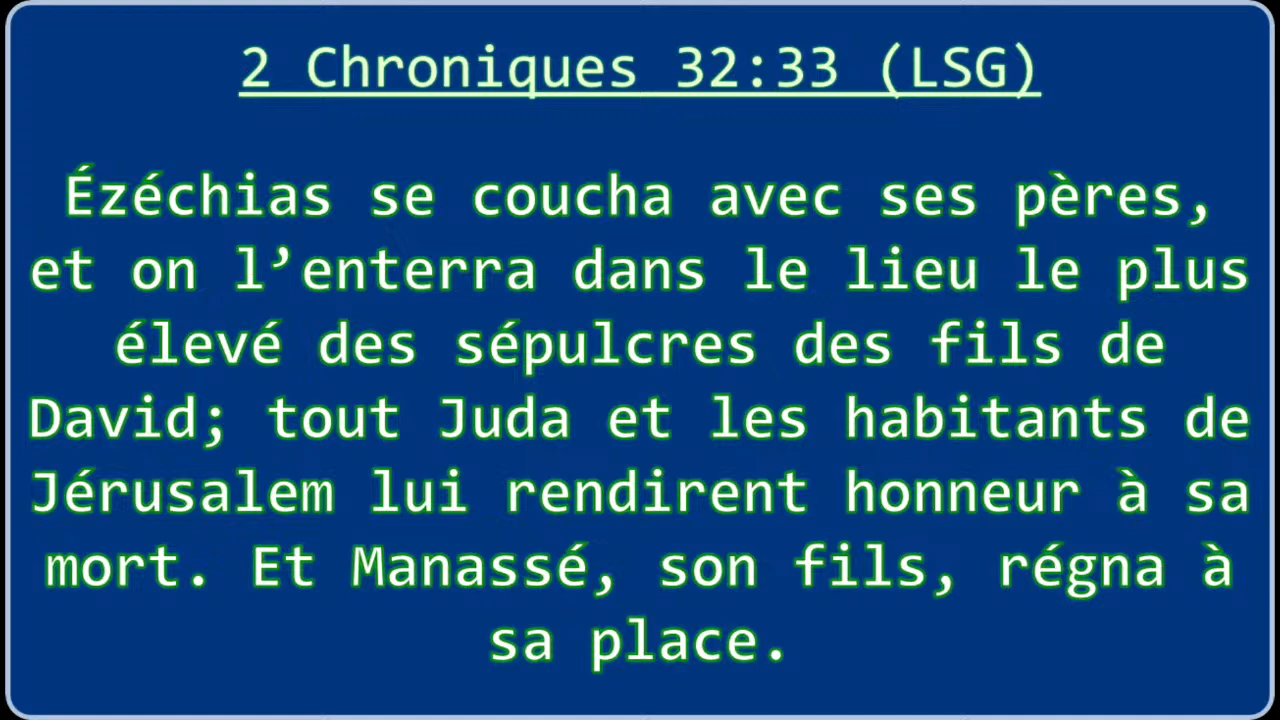 2 Chroniques 32:33 (LSG)
Ézéchias se coucha avec ses pères,
et on l’enterra dans le lieu le plus
élevé des sépulcres des fils de
David; tout Juda et les habitants de
Jérusalem lui rendirent honneur à sa
mort. Et Manassé, son fils, régna à
sa place.